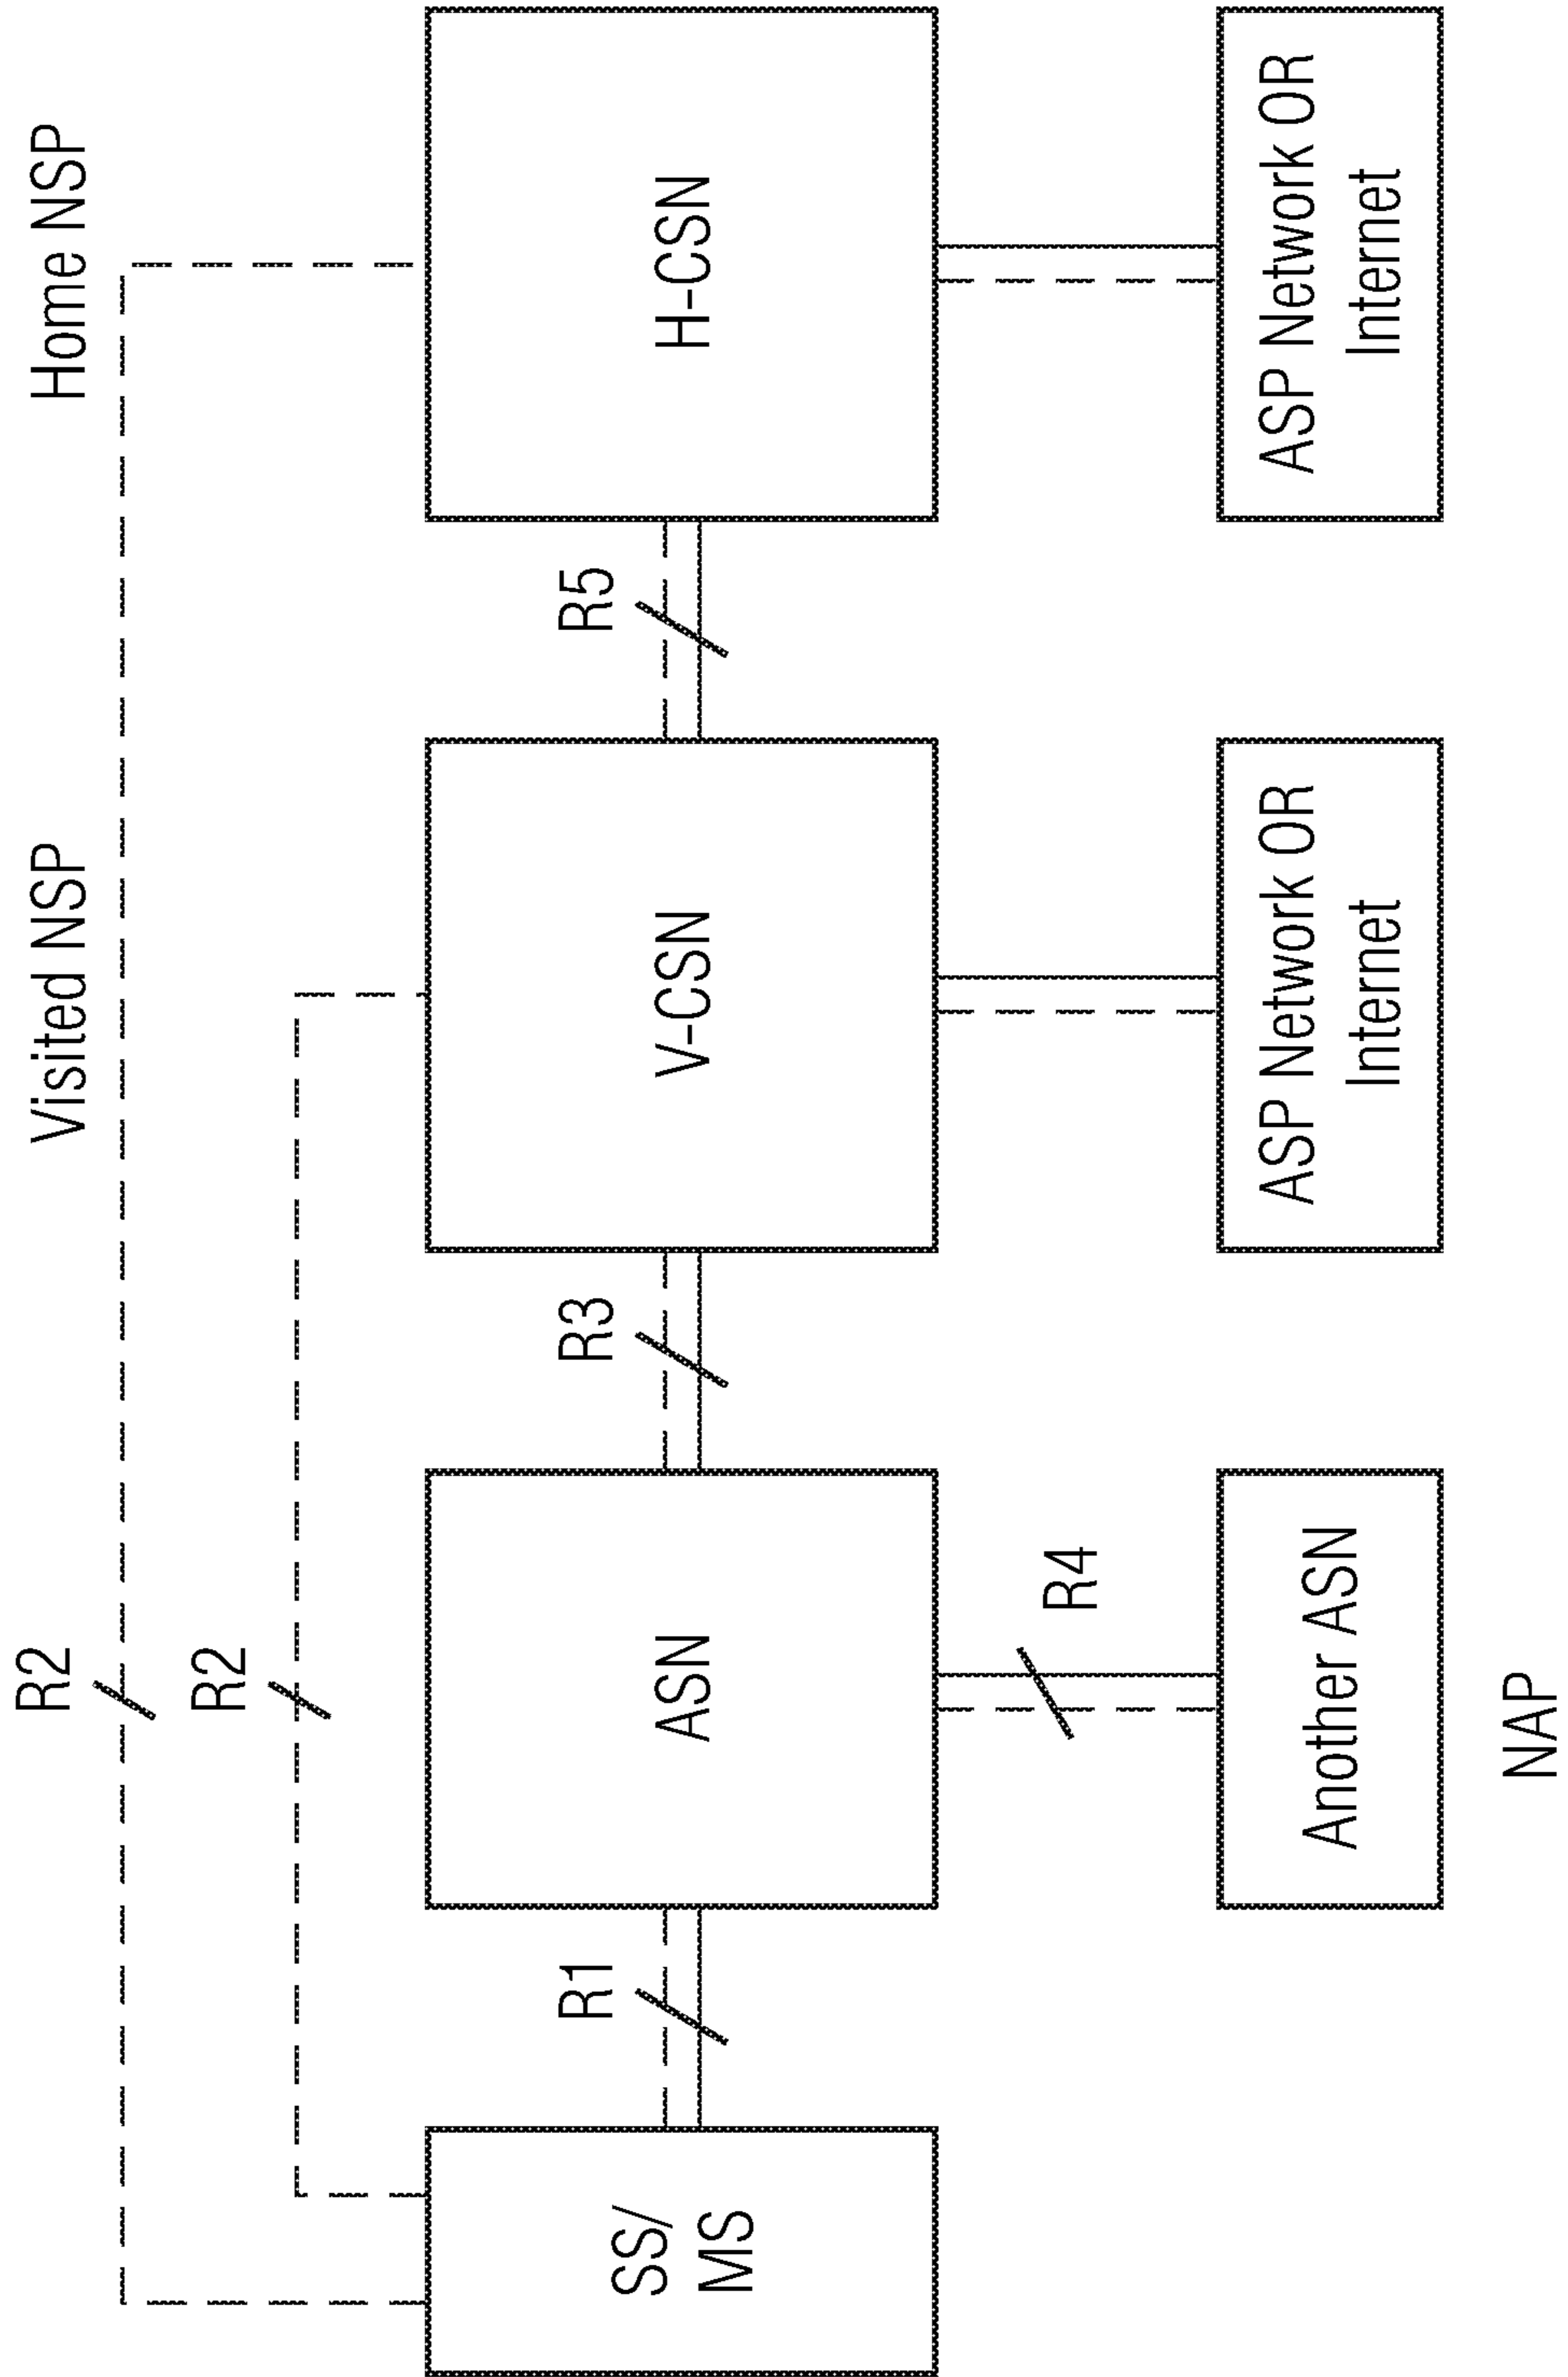 R2
Visited NSP
Home NSP
R2
R1
R3
R5
SS/
MS
ASN
V-CSN
H-CSN
R4
Another ASN
ASP Network OR
Internet
ASP Network OR
Internet
NAP